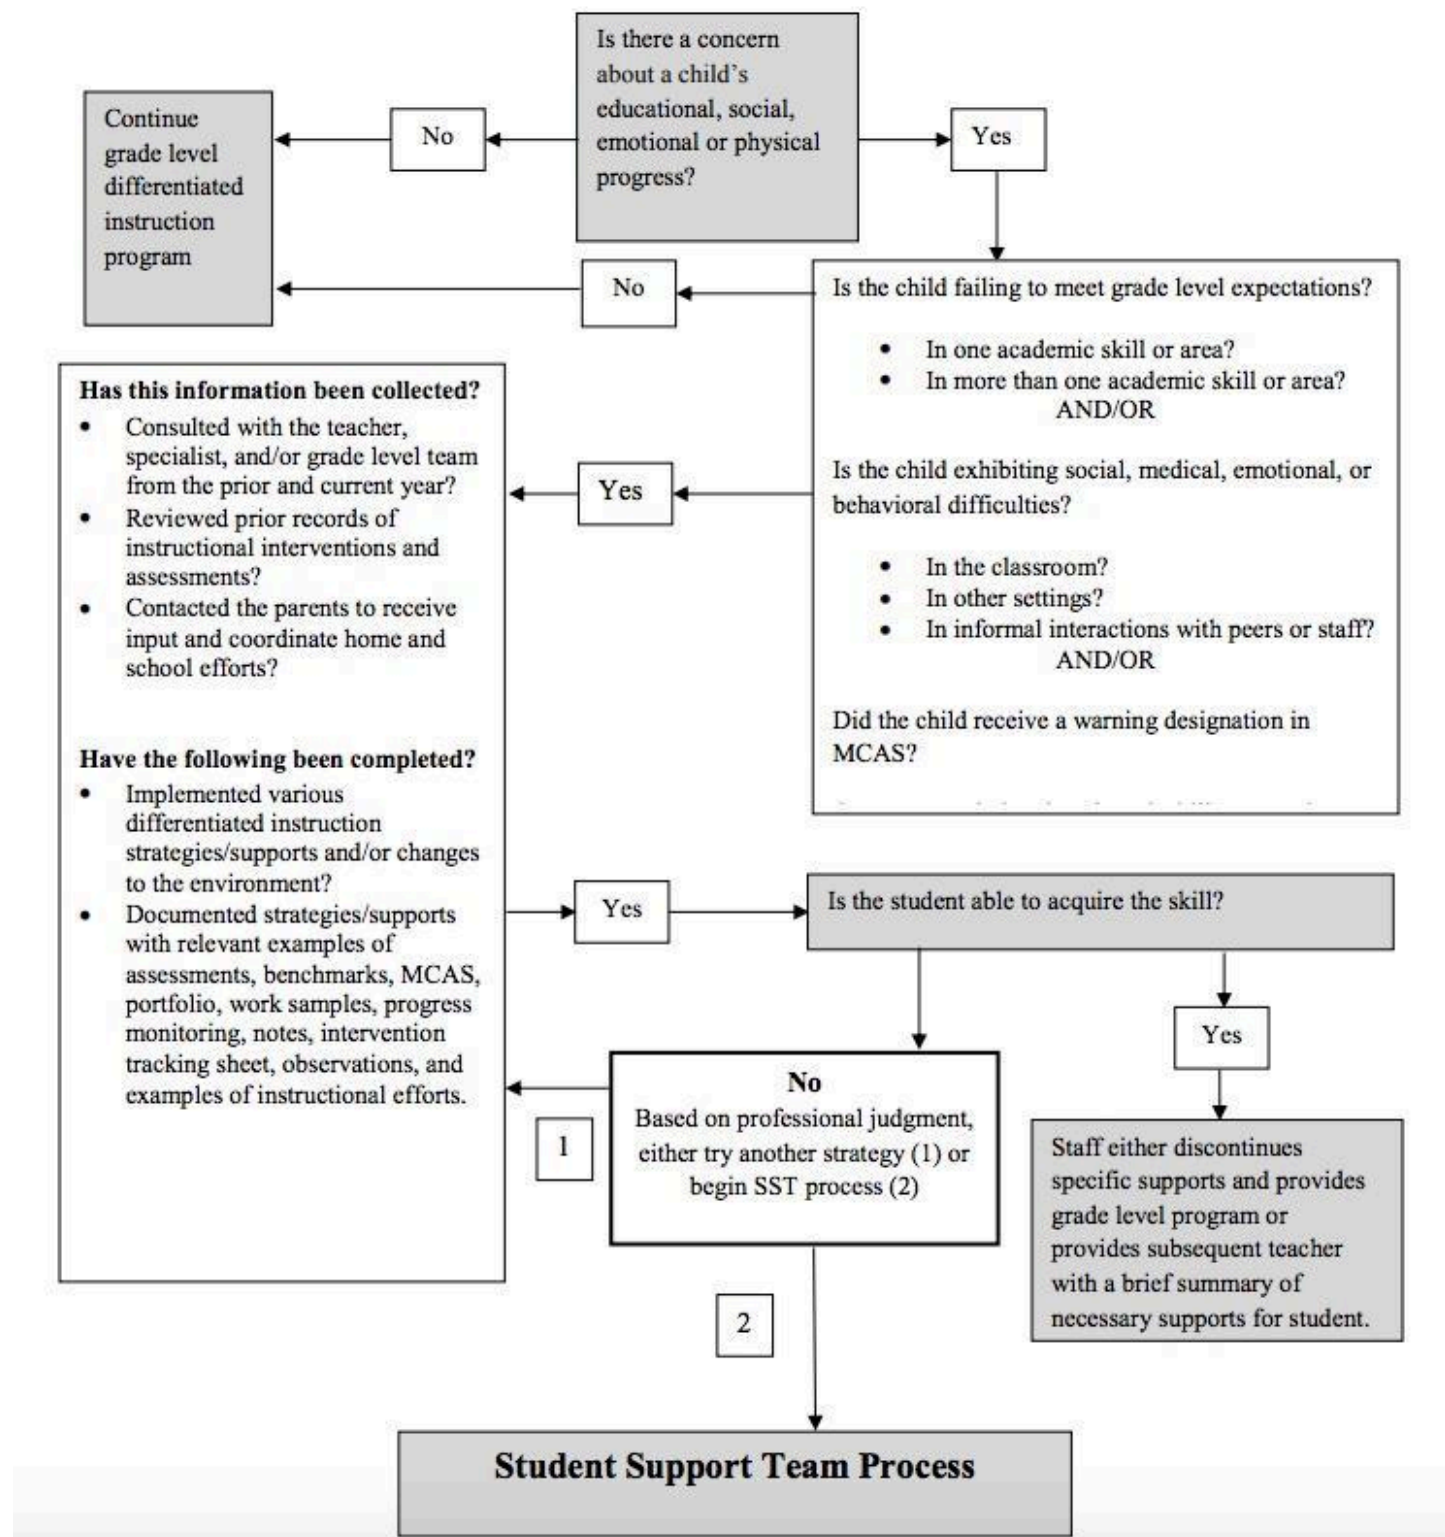 Is there a concern
about a child's
educational, social,
emotional or physical
progress?
No
Yes
Continue
grade level
differentiated
instruction
program
No
Is the child failing to meet grade level expectations?
• In one academic skill or area?
• In more than one academic skill or area?
AND/OR
Is the child exhibiting social, medical, emotional, or
behavioral difficulties?
• In the classroom?
• In other settings?
• In informal interactions with peers or staff?
AND/OR
Did the child receive a warning designation in
MCAS?
Yes
Has this information been collected?
• Consulted with the teacher,
specialist, and/or grade level team
from the prior and current year?
• Reviewed prior records of
instructional interventions and
assessments?
• Contacted the parents to receive
input and coordinate home and
school efforts?
Have the following been completed?
• Implemented various
differentiated instruction
strategies/supports and/or changes
to the environment?
• Documented strategies/supports
with relevant examples of
assessments, benchmarks, MCAS,
portfolio, work samples, progress
monitoring, notes, intervention
tracking sheet, observations, and
examples of instructional efforts.
Yes
Is the student able to acquire the skill?
Yes
No
Based on professional judgment,
either try another strategy (1) or
begin SST process (2)
1
Staff either discontinues
specific supports and provides
grade level program or
provides subsequent teacher
with a brief summary of
necessary supports for student.
2
Student Support Team Process